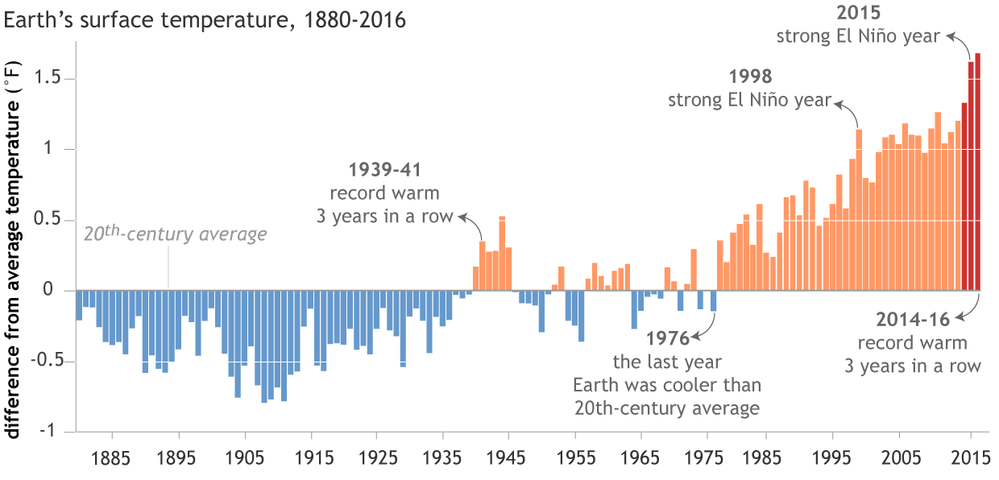 Earth's surface temperature, 1880-2016
difference from average temperature (°F)
1.5
1
0.5
0
-0.5
-1
20th-century average
1939-41
record warm
3 years in a row
1998
strong El Niño year
2015
strong El Niño year
1976
the last year
Earth was cooler than
20th-century average
2014-16
record warm
3 years in a row
1885 1895 1905 1915 1925 1935 1945 1955 1965 1975 1985 1995 2005 2015